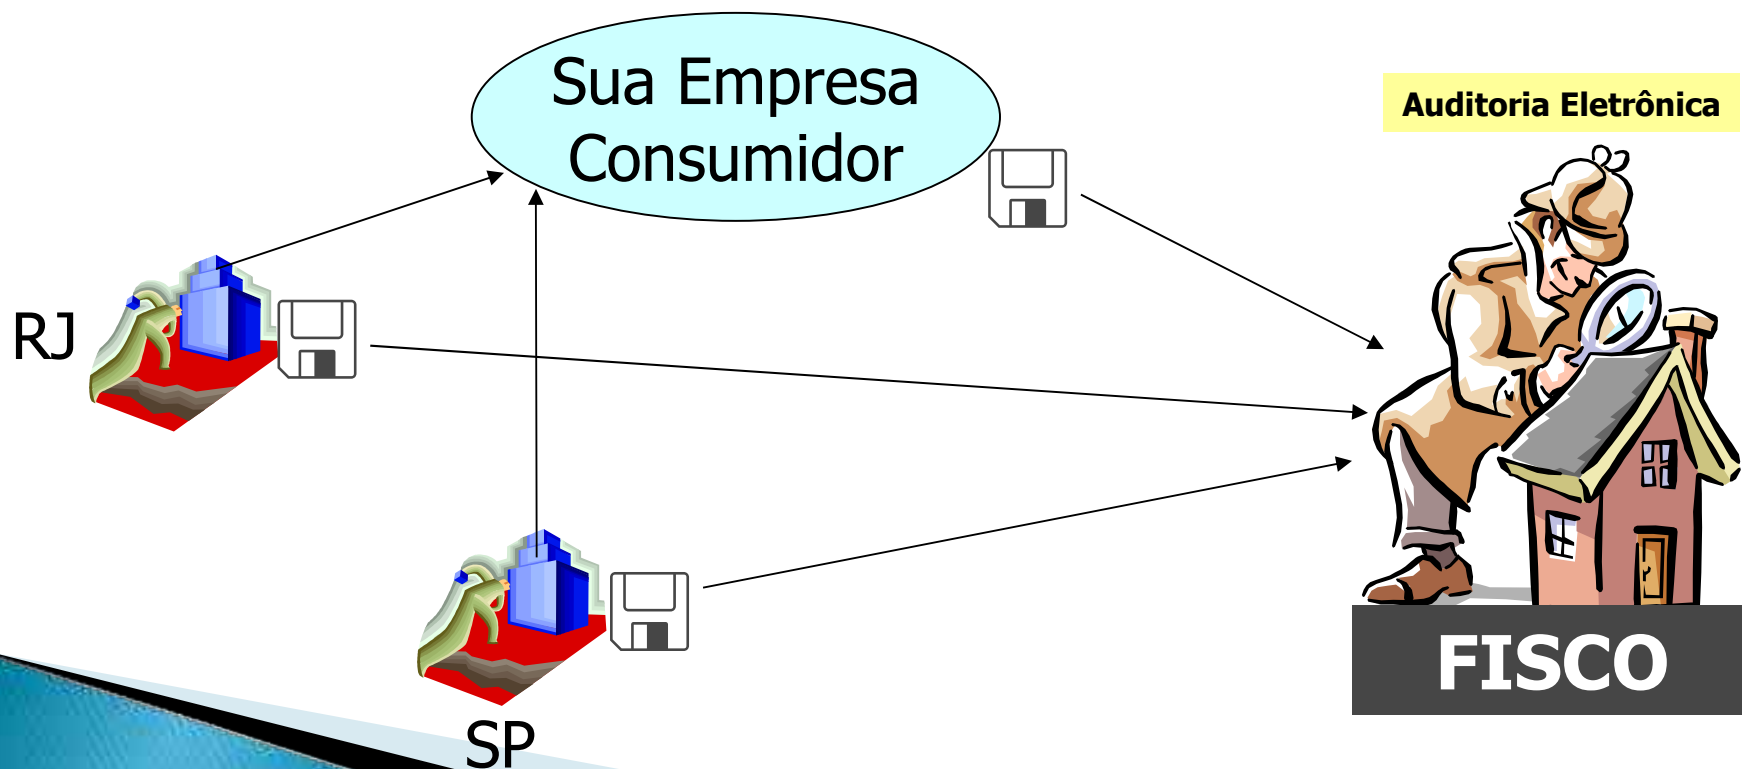 Sua Empresa
Consumidor
Auditoria Eletrônica
RJ
SP
FISCO